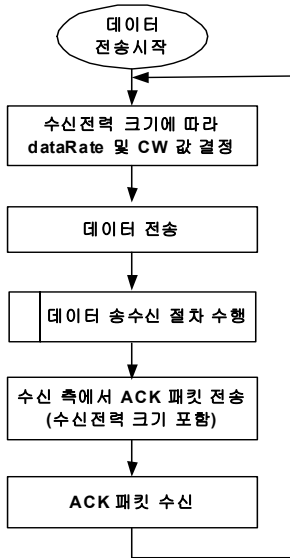 데이터
전송시작
수신전력 크기에 따라
dataRate 및 CW 값 결정
데이터 전송
데이터 송수신 절차 수행
수신 측에서 ACK 패킷 전송
(수신전력 크기 포함)
ACK 패킷 수신